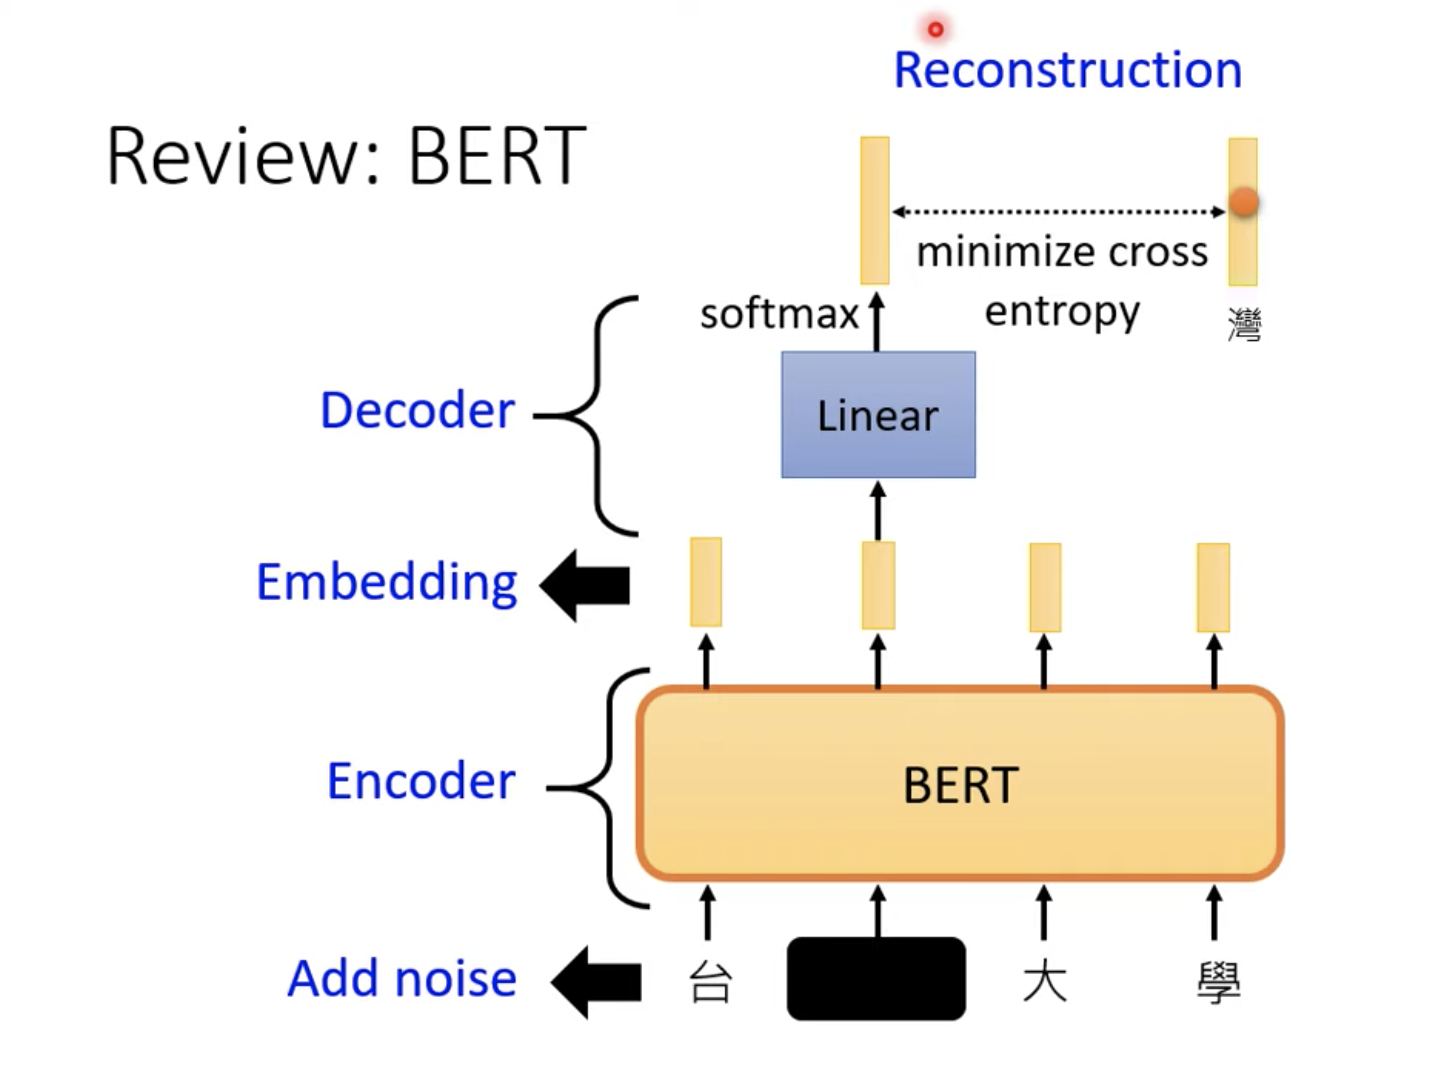 Reconstruction
Review: BERT
minimize cross
entropy
softmax
灣
Decoder
Linear
Embedding
Encoder
BERT
Add noise
台 大 學